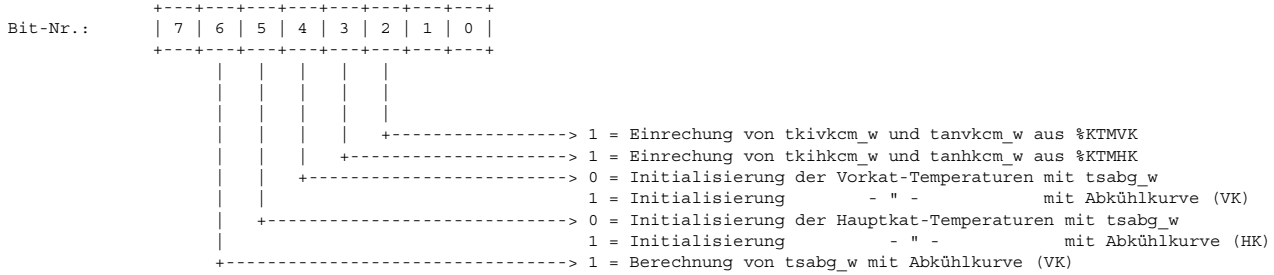 Bit-Nr.: | 7 | 6 | 5 | 4 | 3 | 2 | 1 | 0 |
1 = Einrechung von tkivkcm_w und tanvkcm_w aus %KTMVK
1 = Einrechung von tkihkcm_w und tanhkcm_w aus %KTMHK
0 = Initialisierung der Vorkat-Temperaturen mit tsabg_w
1 = Initialisierung - " - mit Abkühlkurve (VK)
0 = Initialisierung der Hauptkat-Temperaturen mit tsabg_w
1 = Initialisierung - " - mit Abkühlkurve (HK)
1 = Berechnung von tsabg_w mit Abkühlkurve (VK)